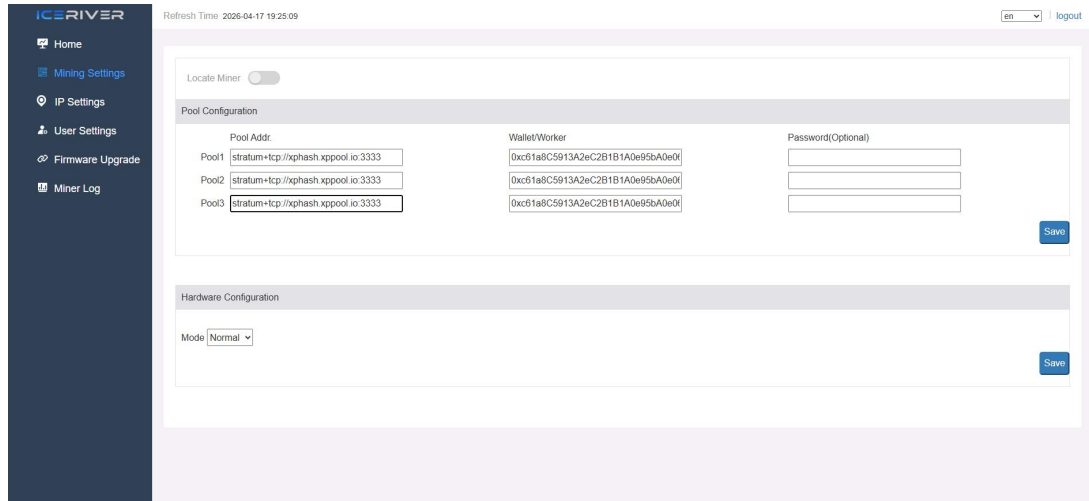 ICERIVER
Refresh Time 2026-04-17 19:25:09
en
logout
Home
Mining Settings
IP Settings
User Settings
Firmware Upgrade
Miner Log
Locate Miner
Pool Configuration
Pool Addr. Wallet/Worker Password(Optional)
Pool1 stratum+tcp://xphash.xppool.io:3333 0xc61a8C5913A2eC2B1B1A0e95bA0e0
Pool2 stratum+tcp://xphash.xppool.io:3333 0xc61a8C5913A2eC2B1B1A0e95bA0e0
Pool3 stratum+tcp://xphash.xppool.io:3333 0xc61a8C5913A2eC2B1B1A0e95bA0e0
Save
Hardware Configuration
Mode Normal
Save